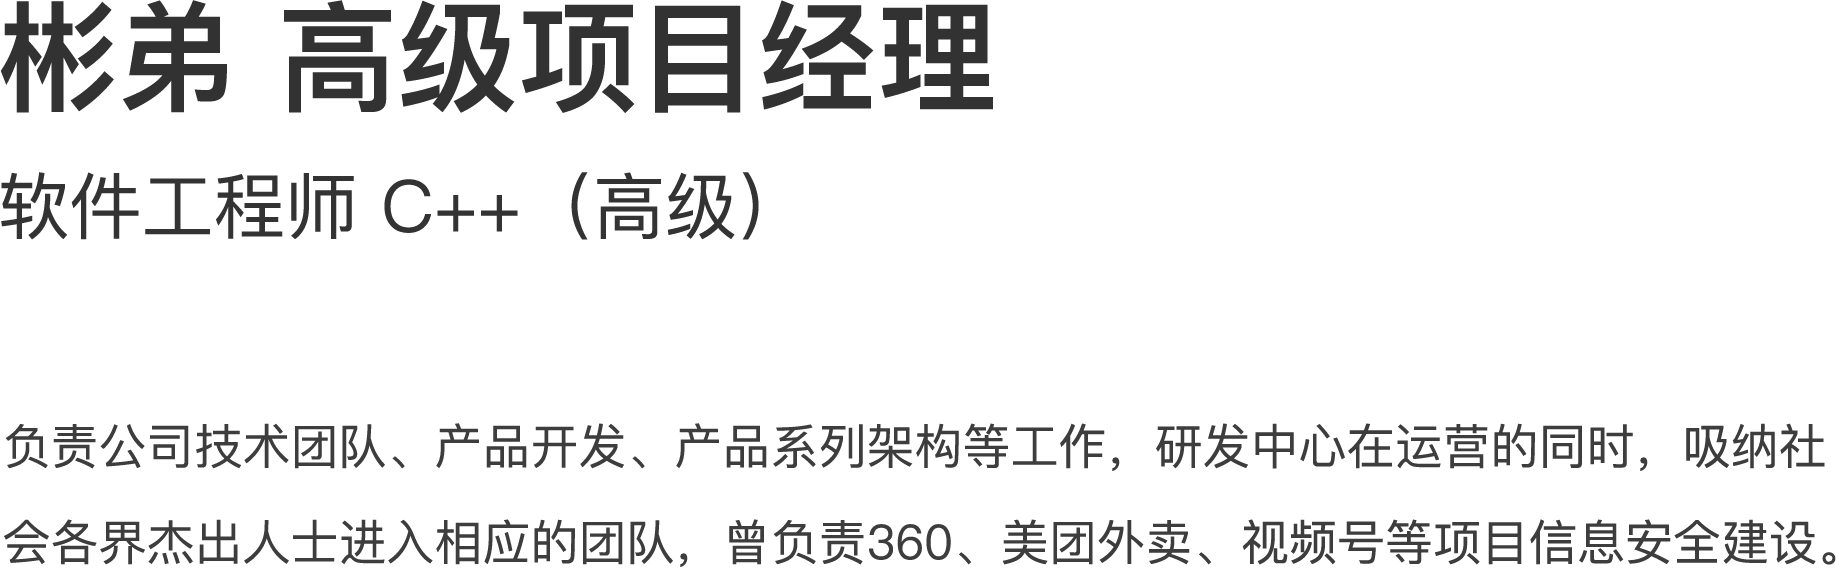 彬弟 高级项目经理
软件工程师 C++（高级）
负责公司技术团队、产品开发、产品系列架构等工作，研发中心在运营的同时，吸纳社
会各界杰出人士进入相应的团队，曾负责360、美团外卖、视频号等项目信息安全建设。